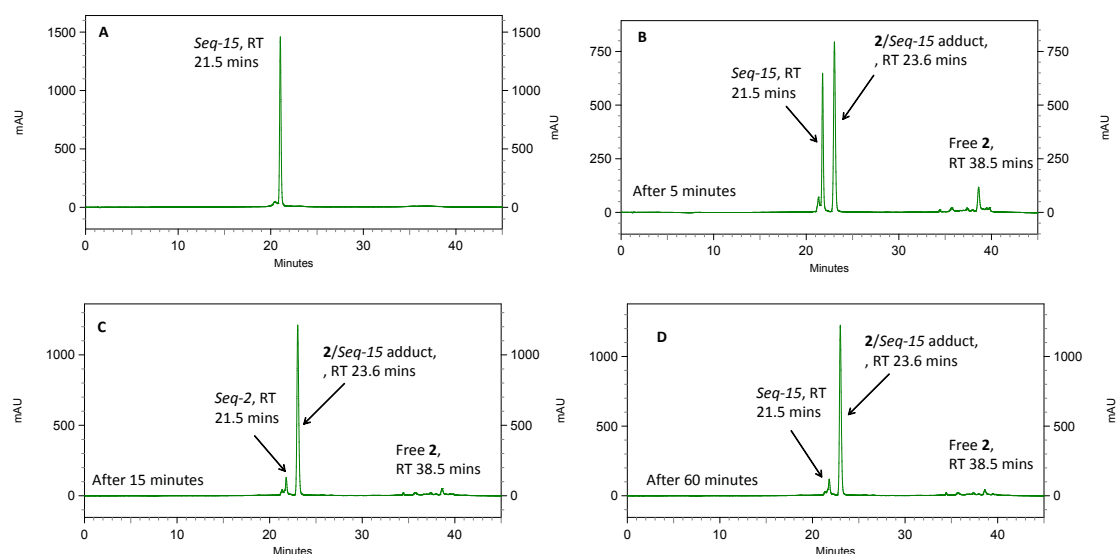 A
Seq-15, RT
21.5 mins
1500
1000
500
0
mAU
1500
1000
500
0
mAU
0
10
20
30
40
Minutes
B
Seq-15, RT
21.5 mins
2/Seq-15 adduct,
, RT 23.6 mins
Free 2,
RT 38.5 mins
After 5 minutes
750
500
250
0
mAU
750
500
250
0
mAU
0
10
20
30
40
Minutes
C
2/Seq-15 adduct,
, RT 23.6 mins
Seq-2, RT
21.5 mins
Free 2,
RT 38.5 mins
After 15 minutes
1000
500
0
mAU
1000
500
0
mAU
0
10
20
30
40
Minutes
D
2/Seq-15 adduct,
, RT 23.6 mins
Seq-15, RT
21.5 mins
Free 2,
RT 38.5 mins
After 60 minutes
1000
500
0
mAU
1000
500
0
mAU
0
10
20
30
40
Minutes